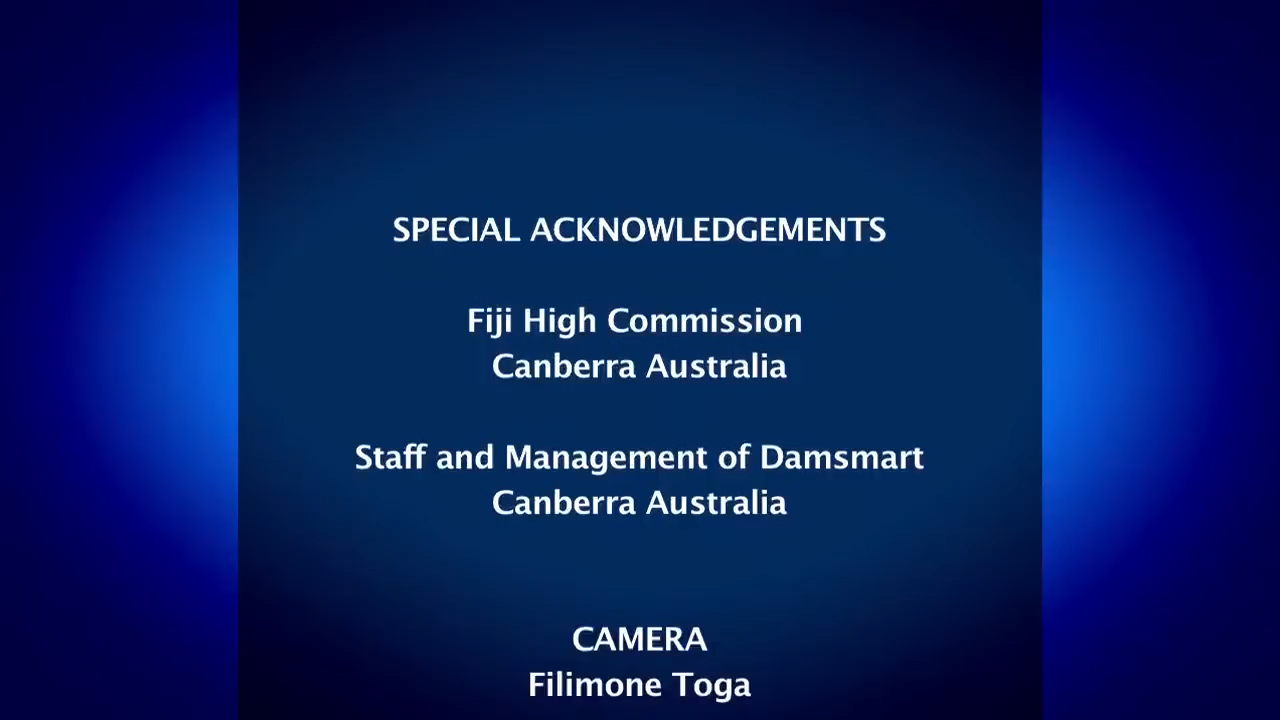 SPECIAL ACKNOWLEDGEMENTS
Fiji High Commission
Canberra Australia
Staff and Management of Damsmart
Canberra Australia
CAMERA
Filimone Toga